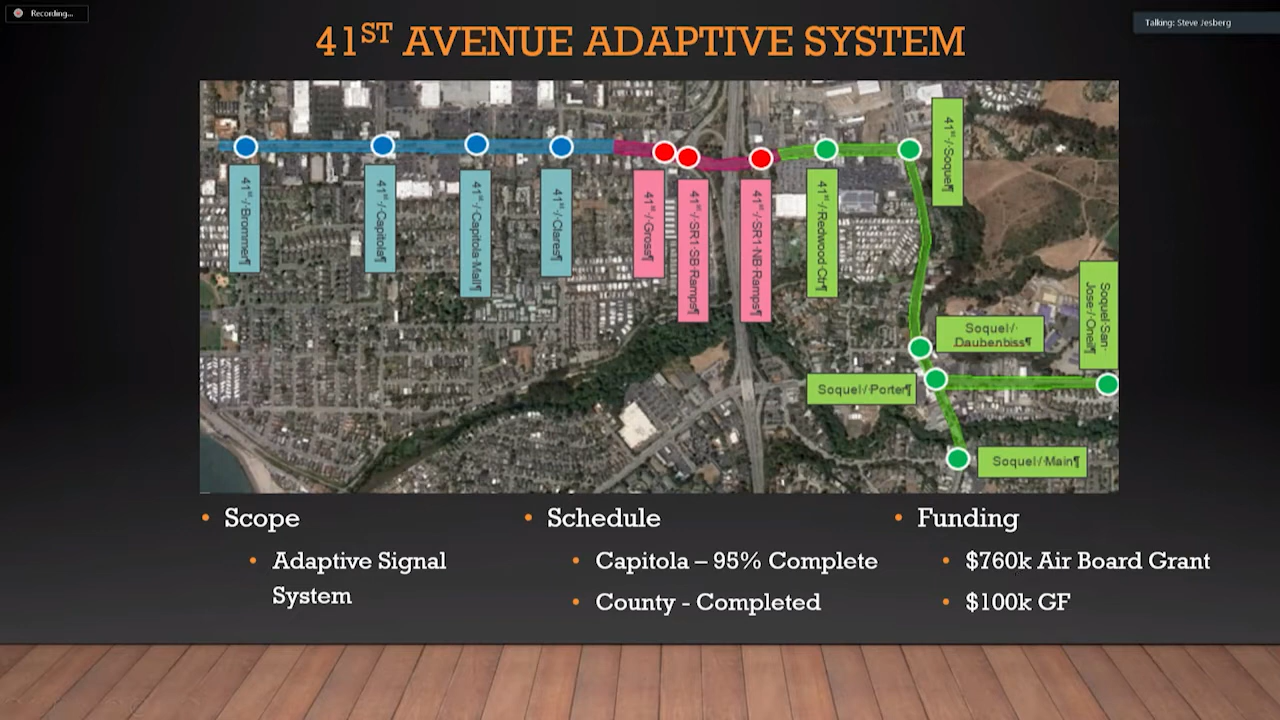 Recording...
Talking: Steve Jesberg
41ST AVENUE ADAPTIVE SYSTEM
41st·/·Brommer¶
41st·/·Capitola¶
41st·/·Capitola·Mall¶
41st·/·Clares¶
41st·/·Gross¶
41st·/·SR1·SB·Ramps¶
41st·/·SR1·NB·Ramps¶
41st·/·Redwood·Ctr¶
41st·/·Soquel¶
Soquel·/·
Daubenbiss¶
Soquel·San·
Jose·/·Oneil¶
Soquel·/·Porter¶
Soquel·/·Main¶
• Scope
• Adaptive Signal
System
• Schedule
• Capitola – 95% Complete
• County - Completed
• Funding
• $760k Air Board Grant
• $100k GF